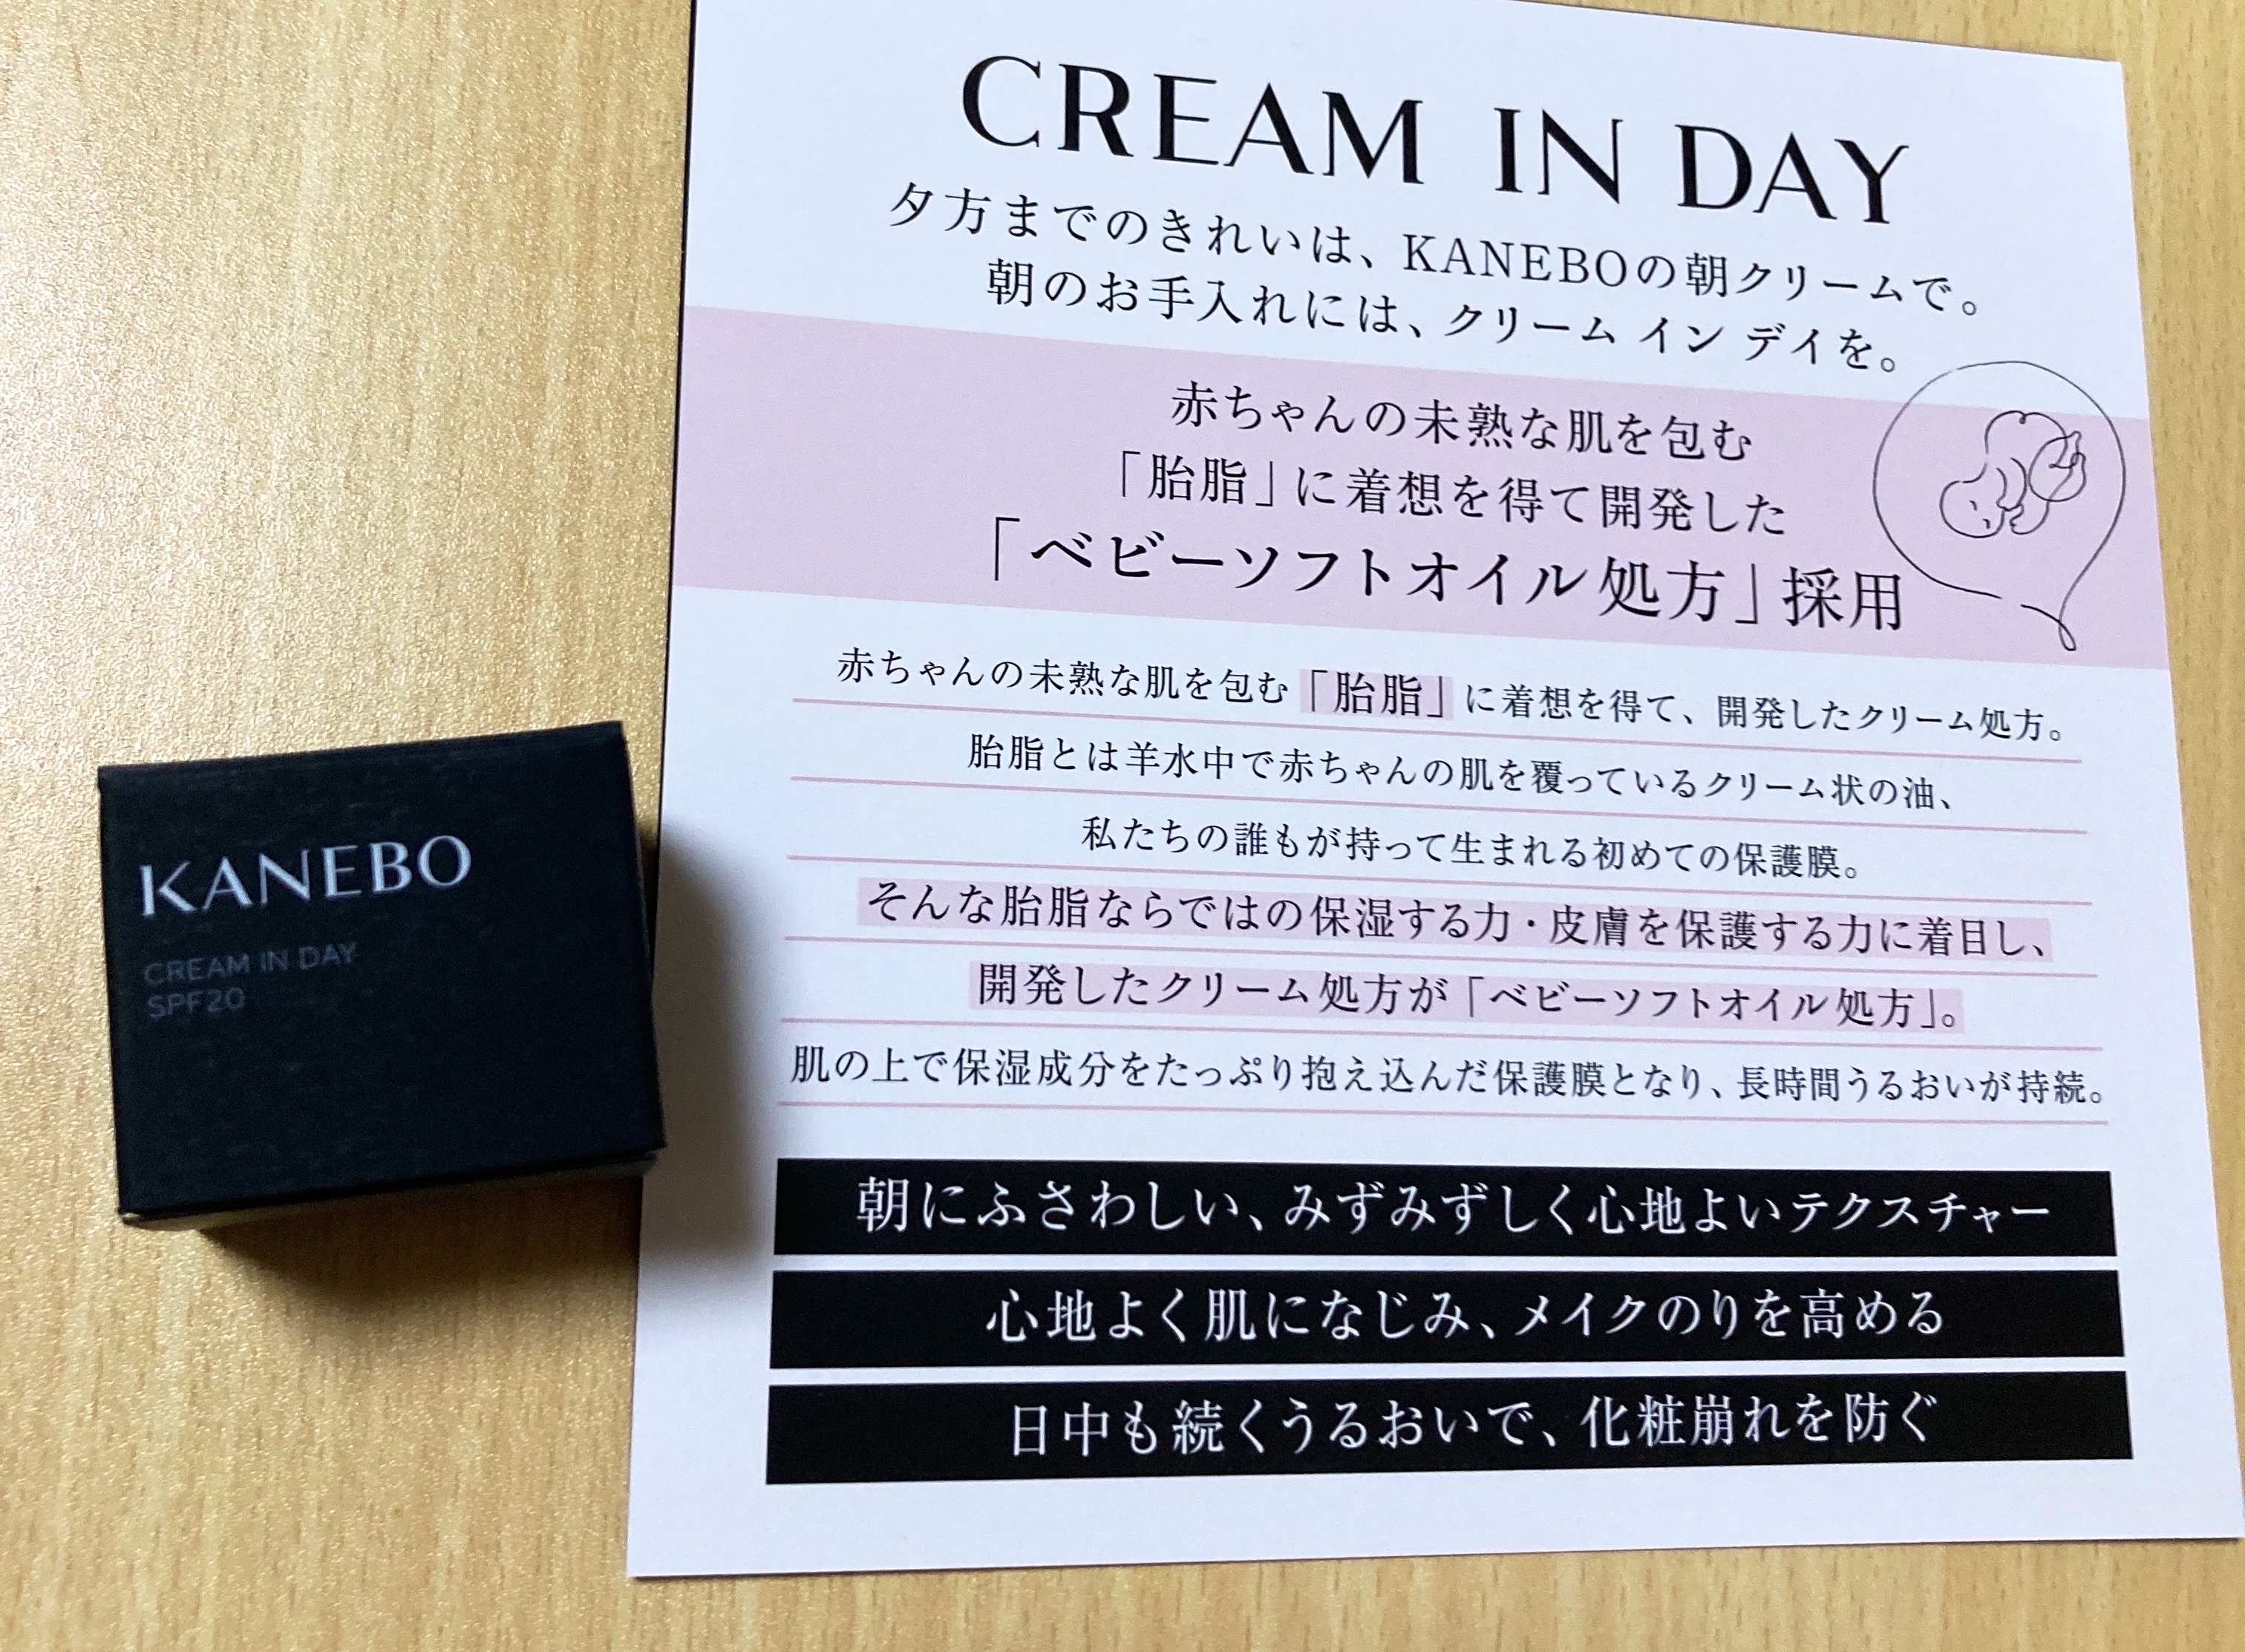 CREAM IN DAY
夕方までのきれいは、KANEBOの朝クリームで。
朝のお手入れには、クリーム イン デイを。
赤ちゃんの未熟な肌を包む
「胎脂」に着想を得て開発した
「ベビーソフトオイル処方」採用
赤ちゃんの未熟な肌を包む「胎脂」に着想を得て、開発したクリーム処方。
胎脂とは羊水中で赤ちゃんの肌を覆っているクリーム状の油、
私たちの誰もが持って生まれる初めての保護膜。
そんな胎脂ならではの保湿する力・皮膚を保護する力に着目し、
開発したクリーム処方が「ベビーソフトオイル処方」。
肌の上で保湿成分をたっぷり抱え込んだ保護膜となり、長時間うるおいが持続。
朝にふさわしい、みずみずしく心地よいテクスチャー
心地よく肌になじみ、メイクのりを高める
日中も続くうるおいで、化粧崩れを防ぐ
KANEBO
CREAM IN DAY
SPF20